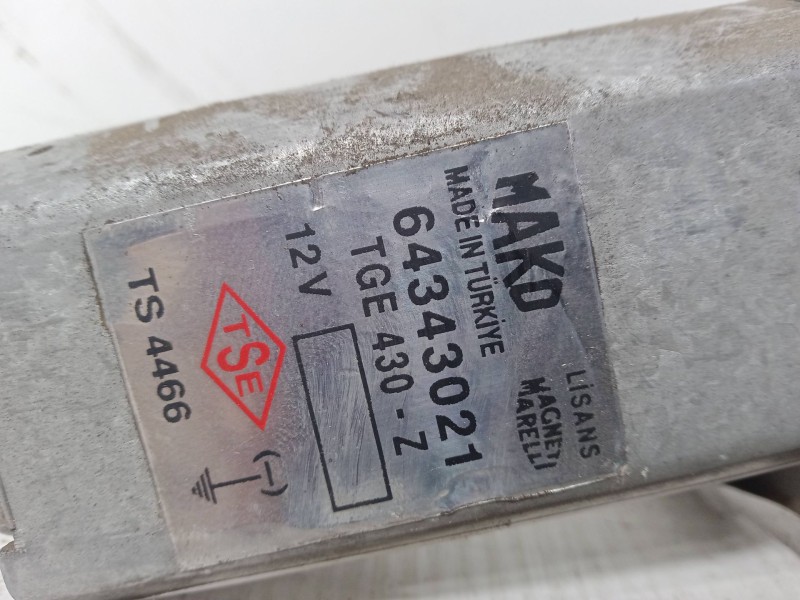 MAKO
LİSANS
MAGNETI
MARELLI
MADE IN TÜRKİYE
64343021
TGE 430 - Z
12V
TSE
(-)
TS 4466